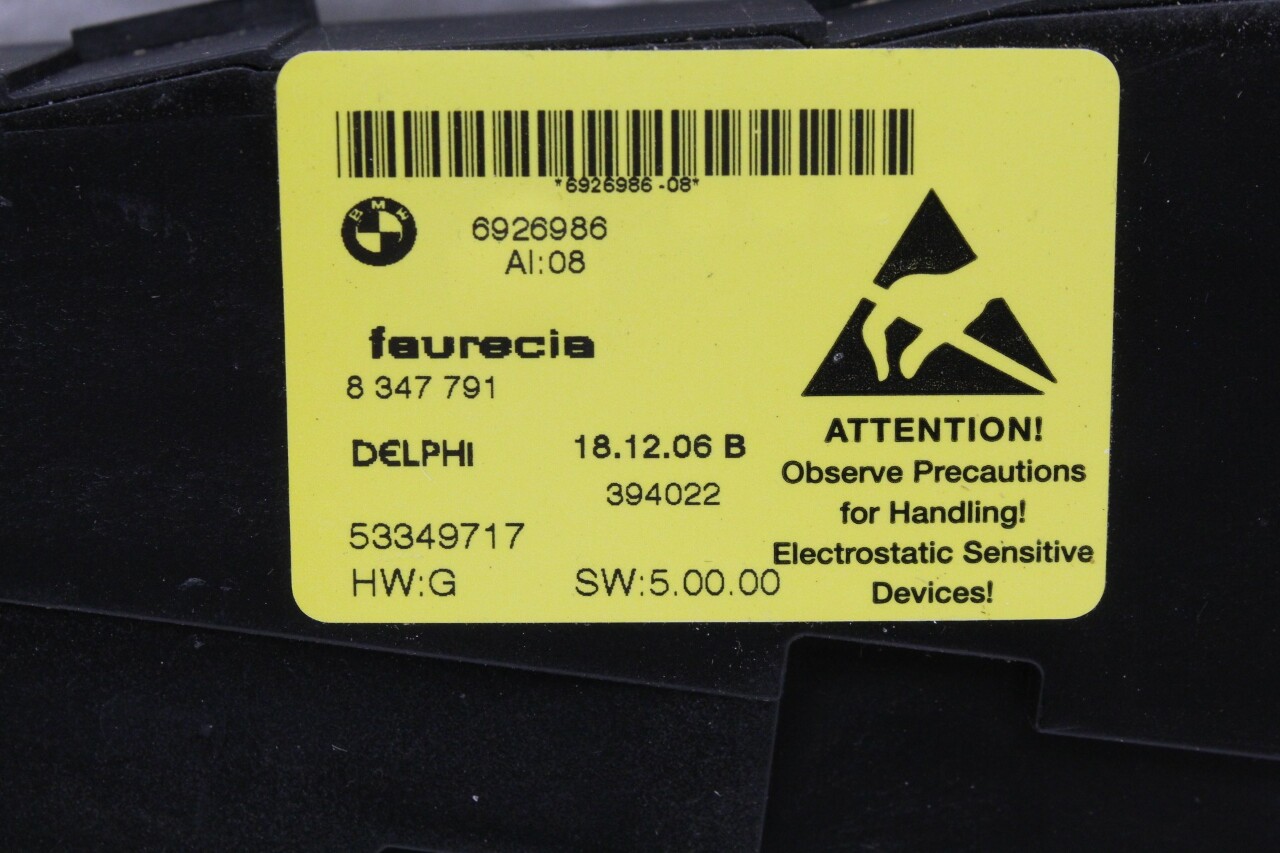 *6926986-08*
BMW
6926986
AI:08
faurecia
8 347 791
DELPHI 18.12.06 B
394022
53349717
HW:G SW:5.00.00
ATTENTION!
Observe Precautions
for Handling!
Electrostatic Sensitive
Devices!